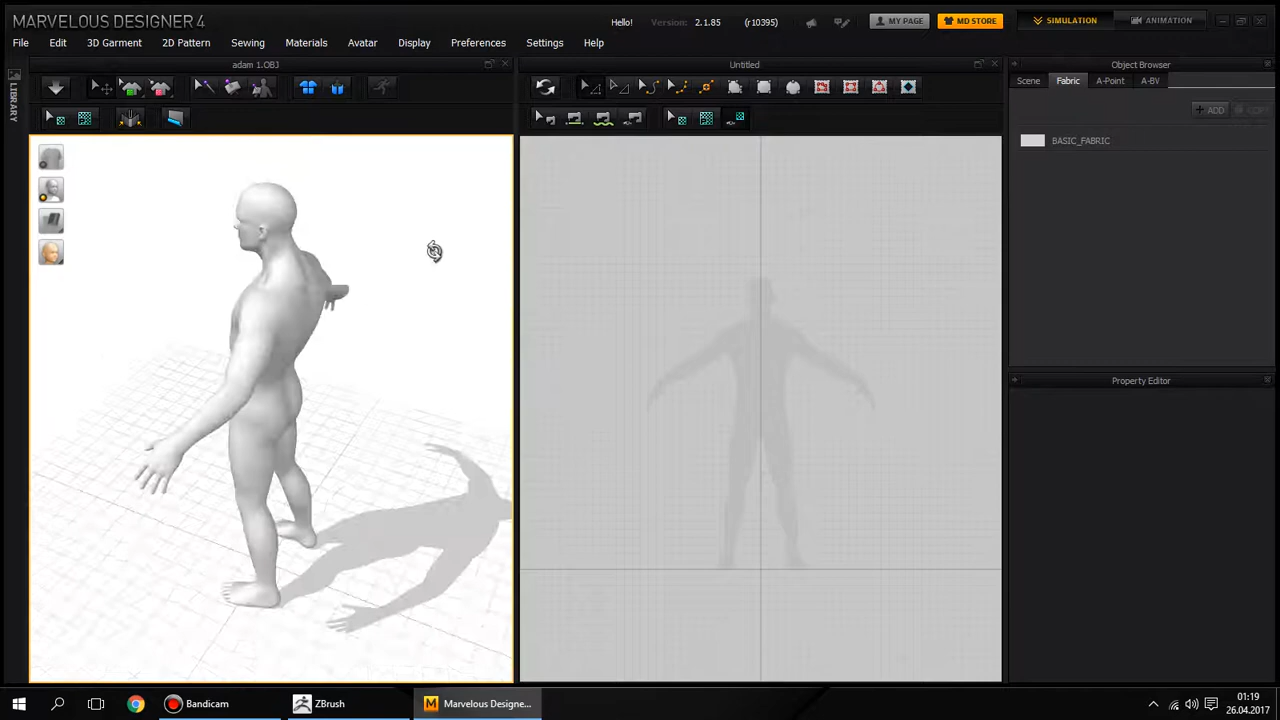 MARVELOUS DESIGNER 4
Hello!
Version: 2.1.85 (r10395)
MY PAGE
MD STORE
SIMULATION
ANIMATION
File Edit 3D Garment 2D Pattern Sewing Materials Avatar Display Preferences Settings Help
LIBRARY
adam 1.OBJ
Untitled
Object Browser
Scene Fabric A-Point A-BV
+ ADD
BASIC_FABRIC
Property Editor
Bandicam
ZBrush
Marvelous Designe...
01:19
26.04.2017